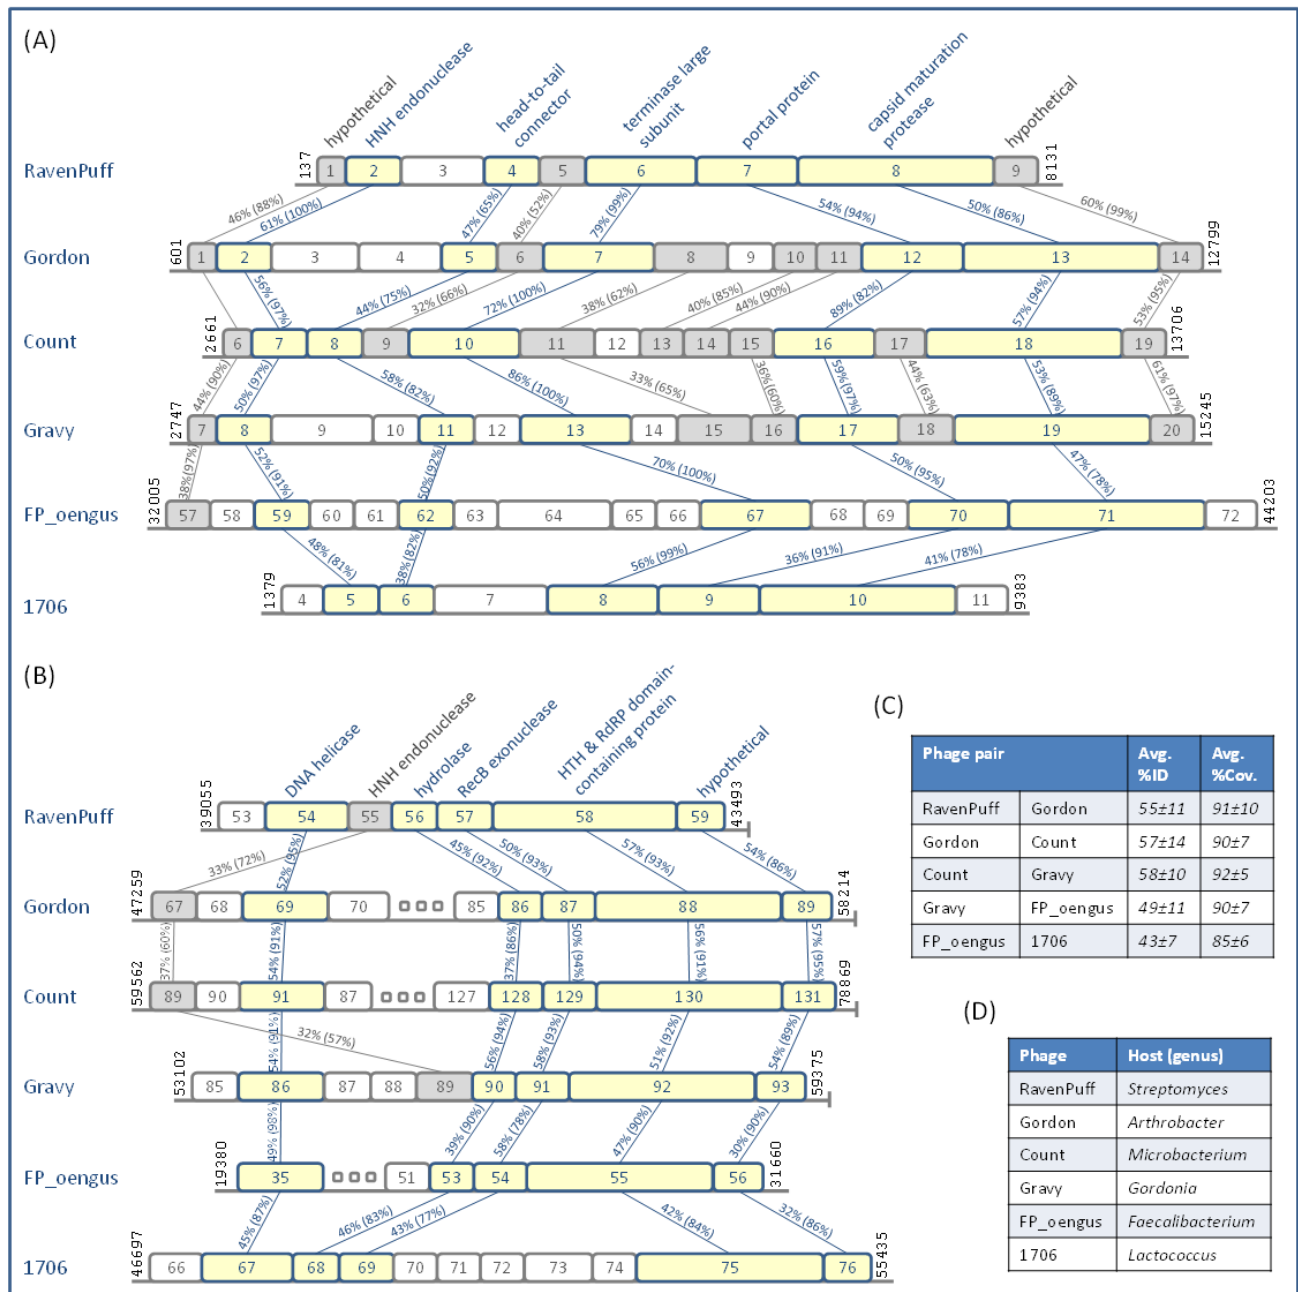 (A)
hypothetical
HNH endonuclease
head-to-tail
connector
terminase large
subunit
portal protein
capsid maturation
protease
hypothetical
RavenPuff
137
1 2 3 4 5 6 7 8 9
8131
46% (88%) 61% (100%) 47% (65%) 40% (52%) 79% (99%) 54% (94%) 50% (86%) 60% (99%)
Gordon
601
1 2 3 4 5 6 7 8 9 10 11 12 13 14
12799
56% (97%) 44% (75%) 32% (66%) 72% (100%) 38% (62%) 40% (85%) 44% (90%) 89% (82%) 57% (94%) 53% (95%)
Count
2661
6 7 8 9 10 11 12 13 14 15 16 17 18 19
13706
44% (90%) 50% (97%) 58% (82%) 86% (100%) 33% (65%) 36% (60%) 59% (97%) 44% (63%) 53% (89%) 61% (97%)
Gravy
2747
7 8 9 10 11 12 13 14 15 16 17 18 19 20
15245
38% (97%) 52% (91%) 50% (92%) 70% (100%) 50% (95%) 47% (78%)
FP_oengus
32005
57 58 59 60 61 62 63 64 65 66 67 68 69 70 71 72
44203
48% (81%) 38% (82%) 56% (99%) 36% (91%) 41% (78%)
1706
1379
4 5 6 7 8 9 10 11
9383
(B)
DNA helicase
HNH endonuclease
hydrolase
RecB exonuclease
HTH & RdRP domain-
containing protein
hypothetical
RavenPuff
39055
53 54 55 56 57 58 59
43493
33% (72%) 52% (95%) 45% (92%) 50% (93%) 57% (93%) 54% (86%)
Gordon
47259
67 68 69 70 85 86 87 88 89
58214
37% (60%) 54% (91%) 37% (86%) 50% (94%) 56% (91%) 57% (95%)
Count
59562
89 90 91 87 127 128 129 130 131
78869
54% (91%) 32% (57%) 56% (94%) 58% (93%) 51% (92%) 54% (89%)
Gravy
53102
85 86 87 88 89 90 91 92 93
59375
49% (98%) 39% (90%) 58% (78%) 47% (90%) 30% (90%)
FP_oengus
19380
35 51 53 54 55 56
31660
45% (87%) 46% (83%) 43% (77%) 42% (84%) 32% (86%)
1706
46697
66 67 68 69 70 71 72 73 74 75 76
55435
(C)
Phage pair Avg. %ID Avg. %Cov.
RavenPuff Gordon 55±11 91±10
Gordon Count 57±14 90±7
Count Gravy 58±10 92±5
Gravy FP_oengus 49±11 90±7
FP_oengus 1706 43±7 85±6
(D)
Phage Host (genus)
RavenPuff Streptomyces
Gordon Arthrobacter
Count Microbacterium
Gravy Gordonia
FP_oengus Faecalibacterium
1706 Lactococcus